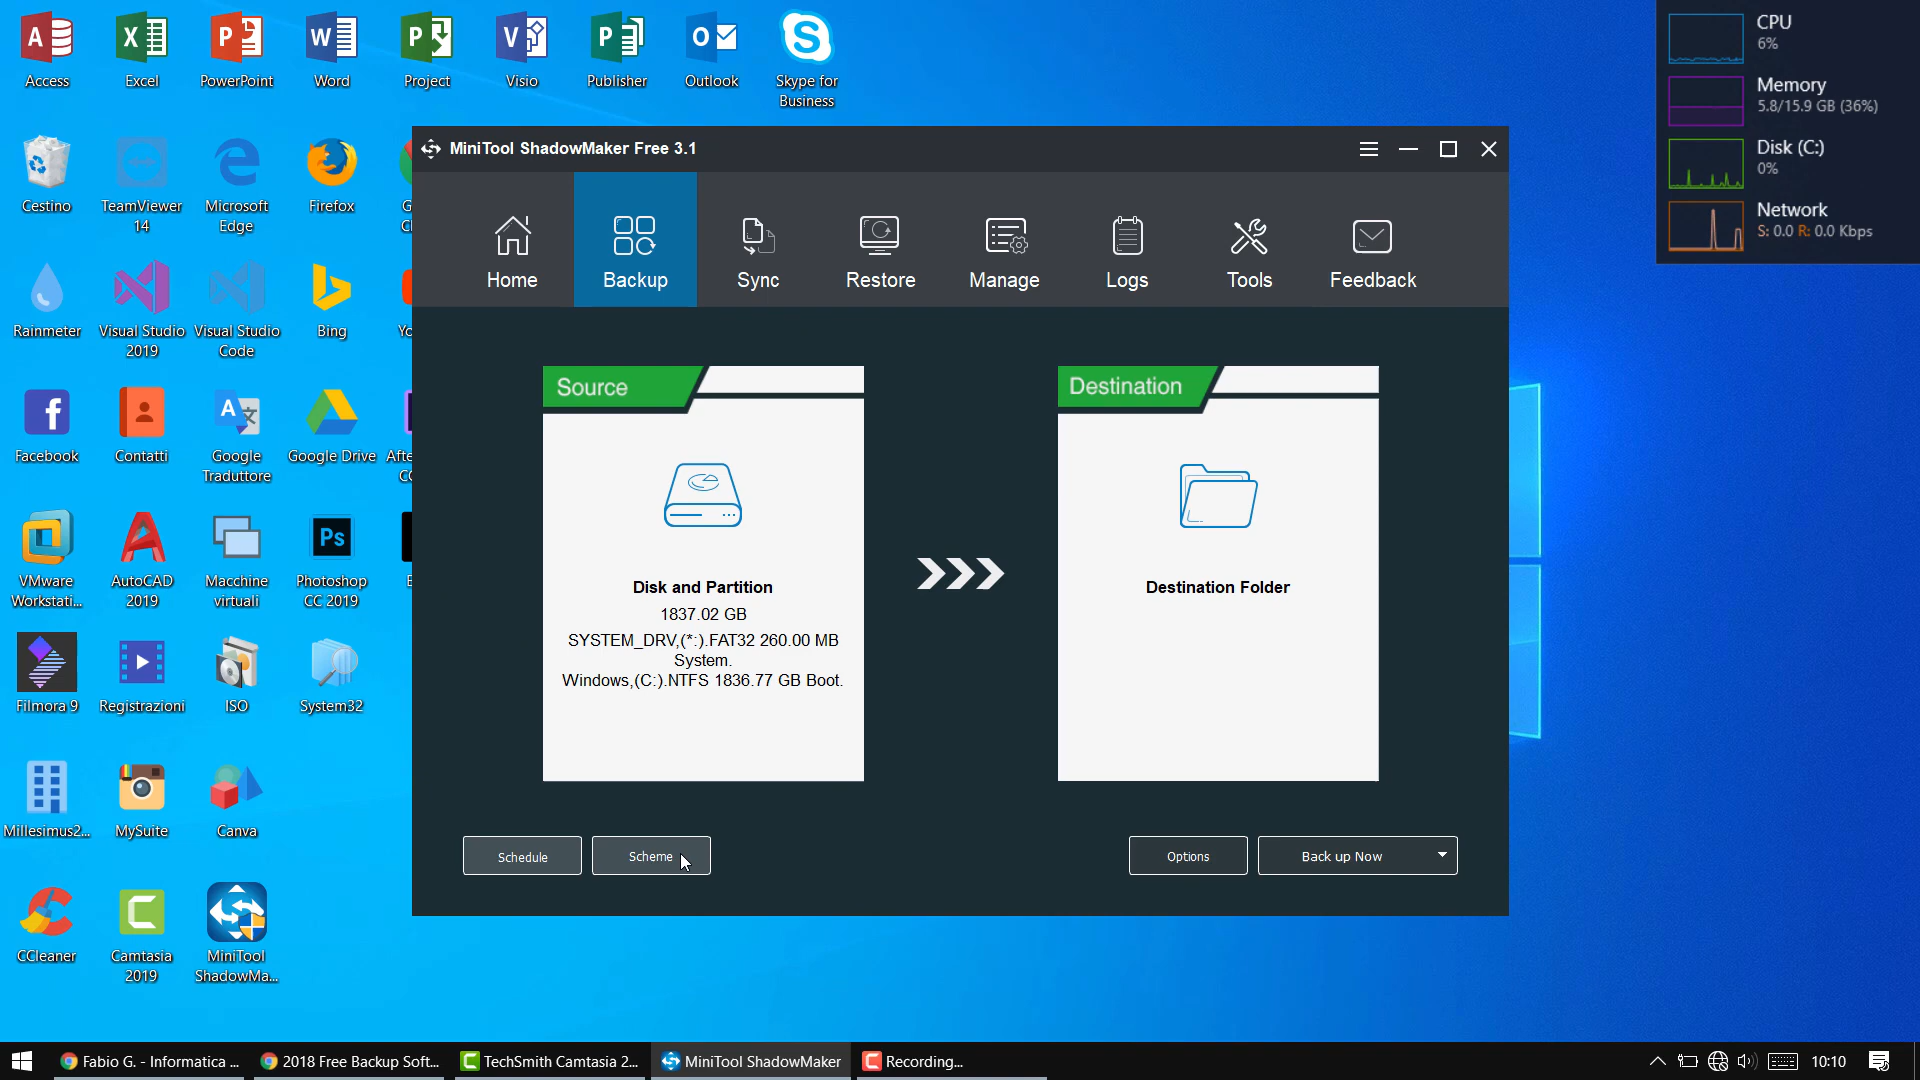 Access
Excel
PowerPoint
Word
Project
Visio
Publisher
Outlook
Skype for
Business
CPU
6%
Memory
5.8/15.9 GB (36%)
Disk (C:)
0%
Network
S: 0.0 R: 0.0 Kbps
Cestino
TeamViewer
14
Microsoft
Edge
Firefox
Rainmeter
Visual Studio
2019
Visual Studio
Code
Bing
Facebook
Contatti
Google
Traduttore
Google Drive
VMware
Workstati...
AutoCAD
2019
Macchine
virtuali
Photoshop
CC 2019
Filmora 9
Registrazioni
ISO
System32
Millesimus2...
MySuite
Canva
CCleaner
Camtasia
2019
MiniTool
ShadowMa...
MiniTool ShadowMaker Free 3.1
Home
Backup
Sync
Restore
Manage
Logs
Tools
Feedback
Source
Disk and Partition
1837.02 GB
SYSTEM_DRV,(*:).FAT32 260.00 MB
System.
Windows,(C:).NTFS 1836.77 GB Boot.
Destination
Destination Folder
Schedule
Scheme
Options
Back up Now
Fabio G. - Informatica ...
2018 Free Backup Soft...
TechSmith Camtasia 2...
MiniTool ShadowMaker
Recording...
10:10